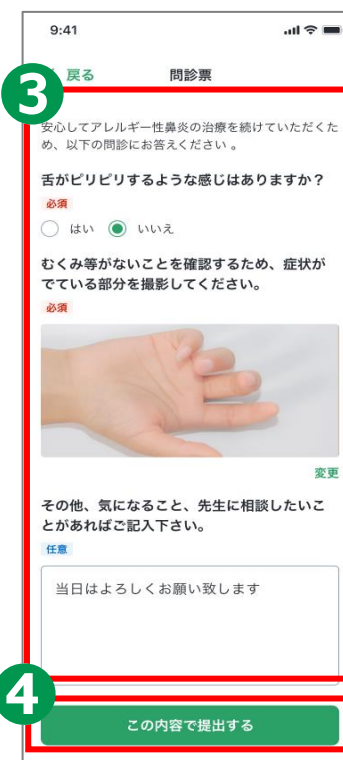 9:41
戻る
問診票
3
安心してアレルギー性鼻炎の治療を続けていただくた
め、以下の問診にお答えください 。
舌がピリピリするような感じはありますか？
必須
はい
いいえ
むくみ等がないことを確認するため、症状が
でている部分を撮影してください。
必須
変更
その他、気になること、先生に相談したいこ
とがあればご記入下さい。
任意
当日はよろしくお願い致します
4
この内容で提出する